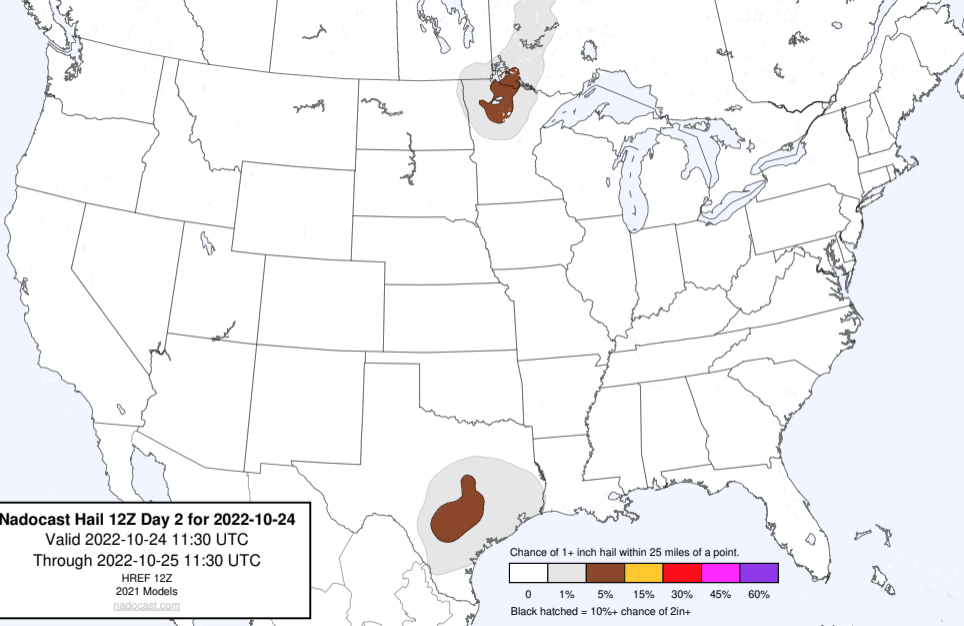 Nadocast Hail 12Z Day 2 for 2022-10-24
Valid 2022-10-24 11:30 UTC
Through 2022-10-25 11:30 UTC
HREF 12Z
2021 Models
nadocast.com
Chance of 1+ inch hail within 25 miles of a point.
0 1% 5% 15% 30% 45% 60%
Black hatched = 10%+ chance of 2in+